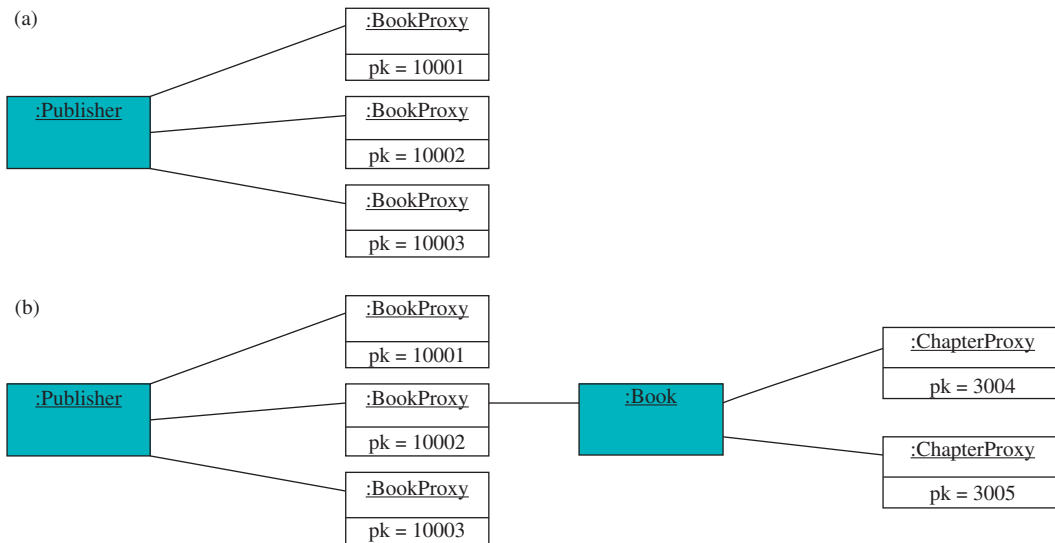 (a)
:BookProxy
pk = 10001
:Publisher
:BookProxy
pk = 10002
:BookProxy
pk = 10003
(b)
:BookProxy
pk = 10001
:ChapterProxy
pk = 3004
:Publisher
:BookProxy
pk = 10002
:Book
:ChapterProxy
pk = 3005
:BookProxy
pk = 10003